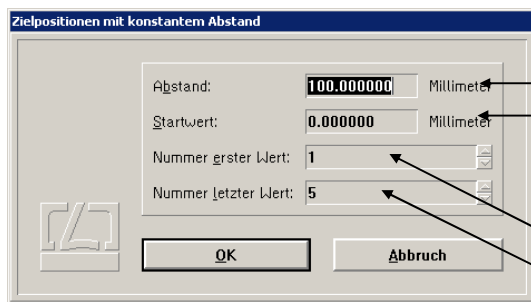 Zielpositionen mit konstantem Abstand
Abstand: 100.000000 Millimeter
Startwert: 0.000000 Millimeter
Nummer erster Wert: 1
Nummer letzter Wert: 5
OK Abbruch